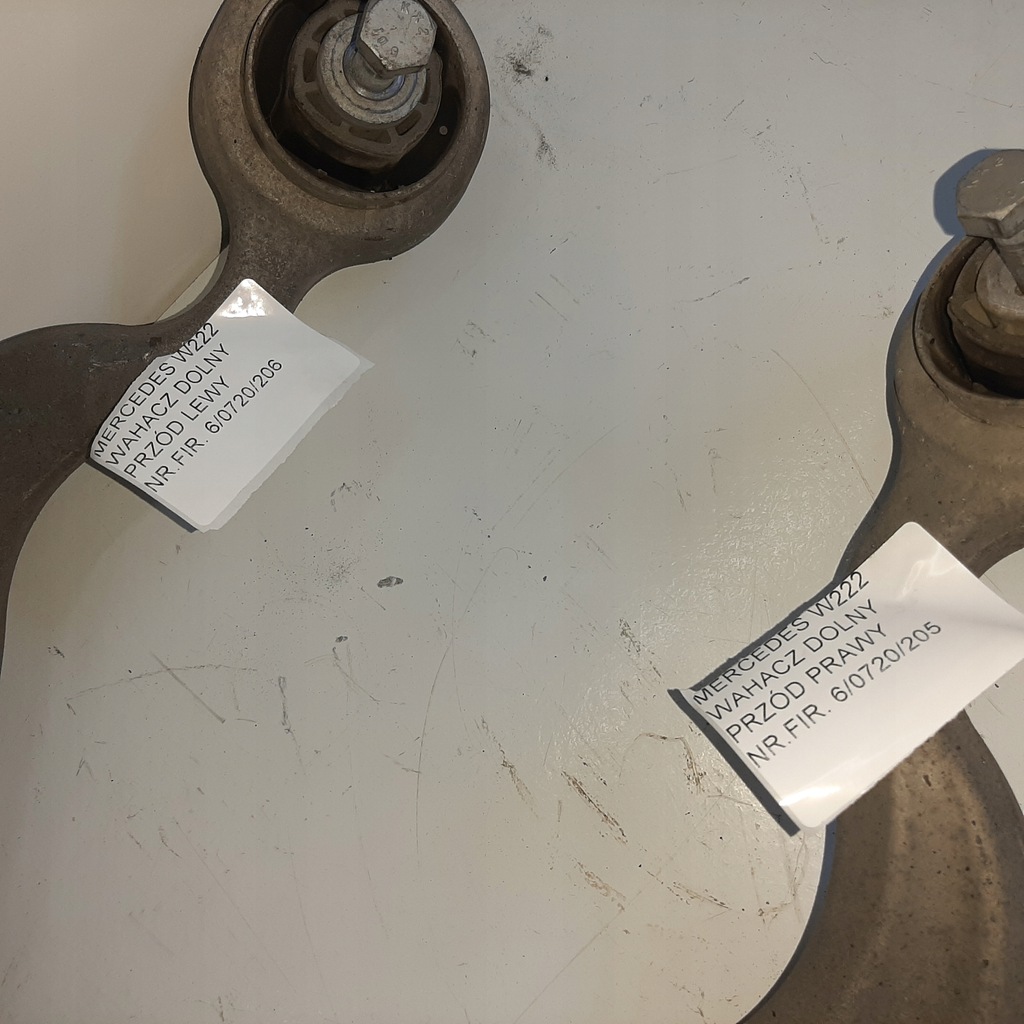 MERCEDES W222
WAHACZ DOLNY
PRZÓD LEWY
NR.FIR. 6/0720/206
MERCEDES W222
WAHACZ DOLNY
PRZÓD PRAWY
NR.FIR. 6/0720/205